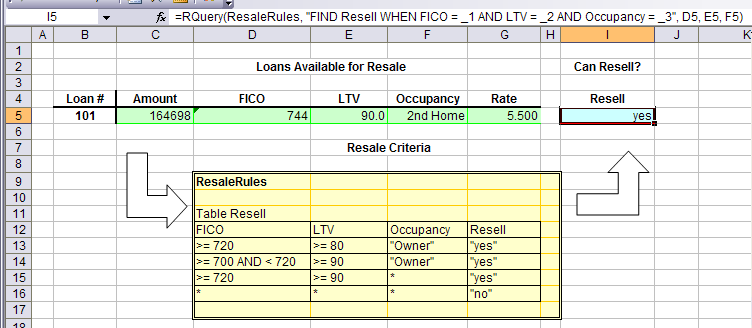 I5 fx =RQuery(ResaleRules, "FIND Resell WHEN FICO = _1 AND LTV = _2 AND Occupancy = _3", D5, E5, F5)
A B C D E F G H I J K
1
2 Loans Available for Resale Can Resell?
3
4 Loan # Amount FICO LTV Occupancy Rate Resell
5 101 164698 744 90.0 2nd Home 5.500 yes
6
7 Resale Criteria
8
9 ResaleRules
10
11 Table Resell
12 FICO LTV Occupancy Resell
13 >= 720 >= 80 "Owner" "yes"
14 >= 700 AND < 720 >= 90 "Owner" "yes"
15 >= 720 >= 90 * "yes"
16 * * * "no"
17
18